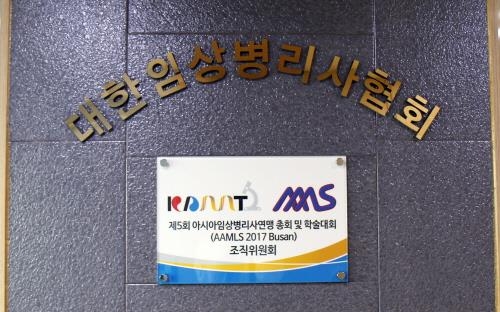 대한임상병리사협회
KAMT AAMLS
제5회 아시아임상병리사연맹 총회 및 학술대회
(AAMLS 2017 Busan)
조직위원회